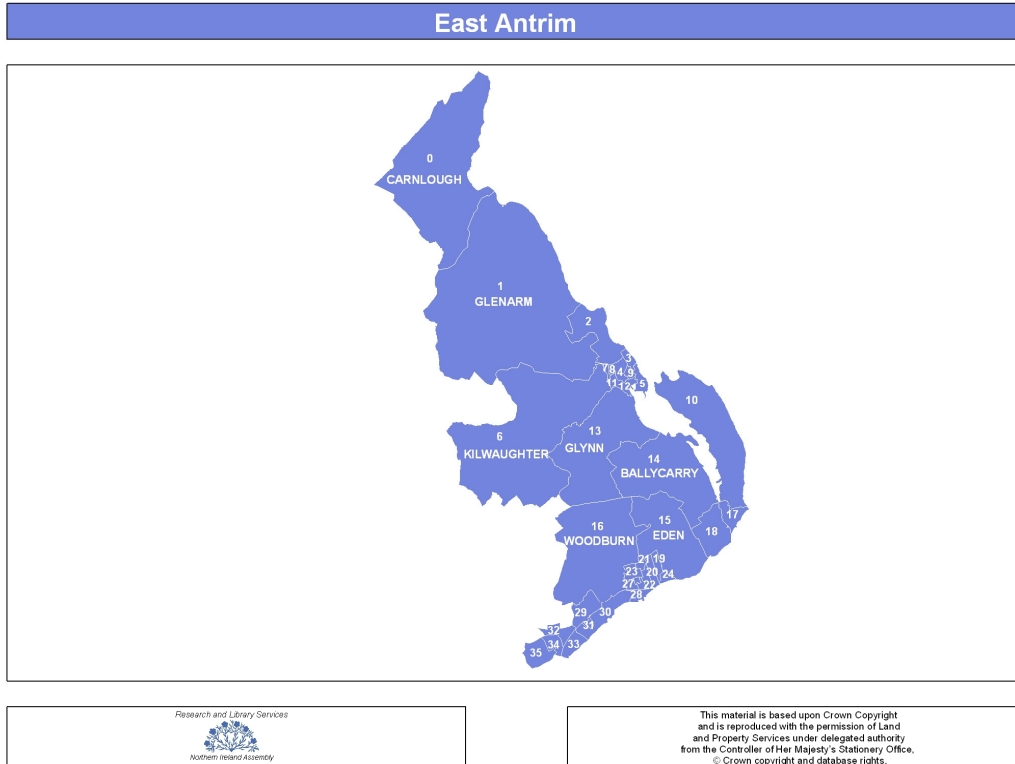 East Antrim
0
CARNLOUGH
1
GLENARM
2
3
7 8 4 9
11 12 5
10
6
KILWAUGHTER
13
GLYNN
14
BALLYCARRY
15
EDEN
16
WOODBURN
17
18
21 19
23 20 24
27 22
28
29 30
31
32
34 33
35
Research and Library Services
Northern Ireland Assembly
This material is based upon Crown Copyright
and is reproduced with the permission of Land
and Property Services under delegated authority
from the Controller of Her Majesty's Stationery Office,
© Crown copyright and database rights.